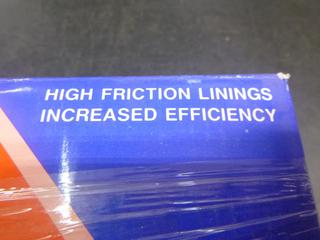 HIGH FRICTION LININGS
INCREASED EFFICIENCY